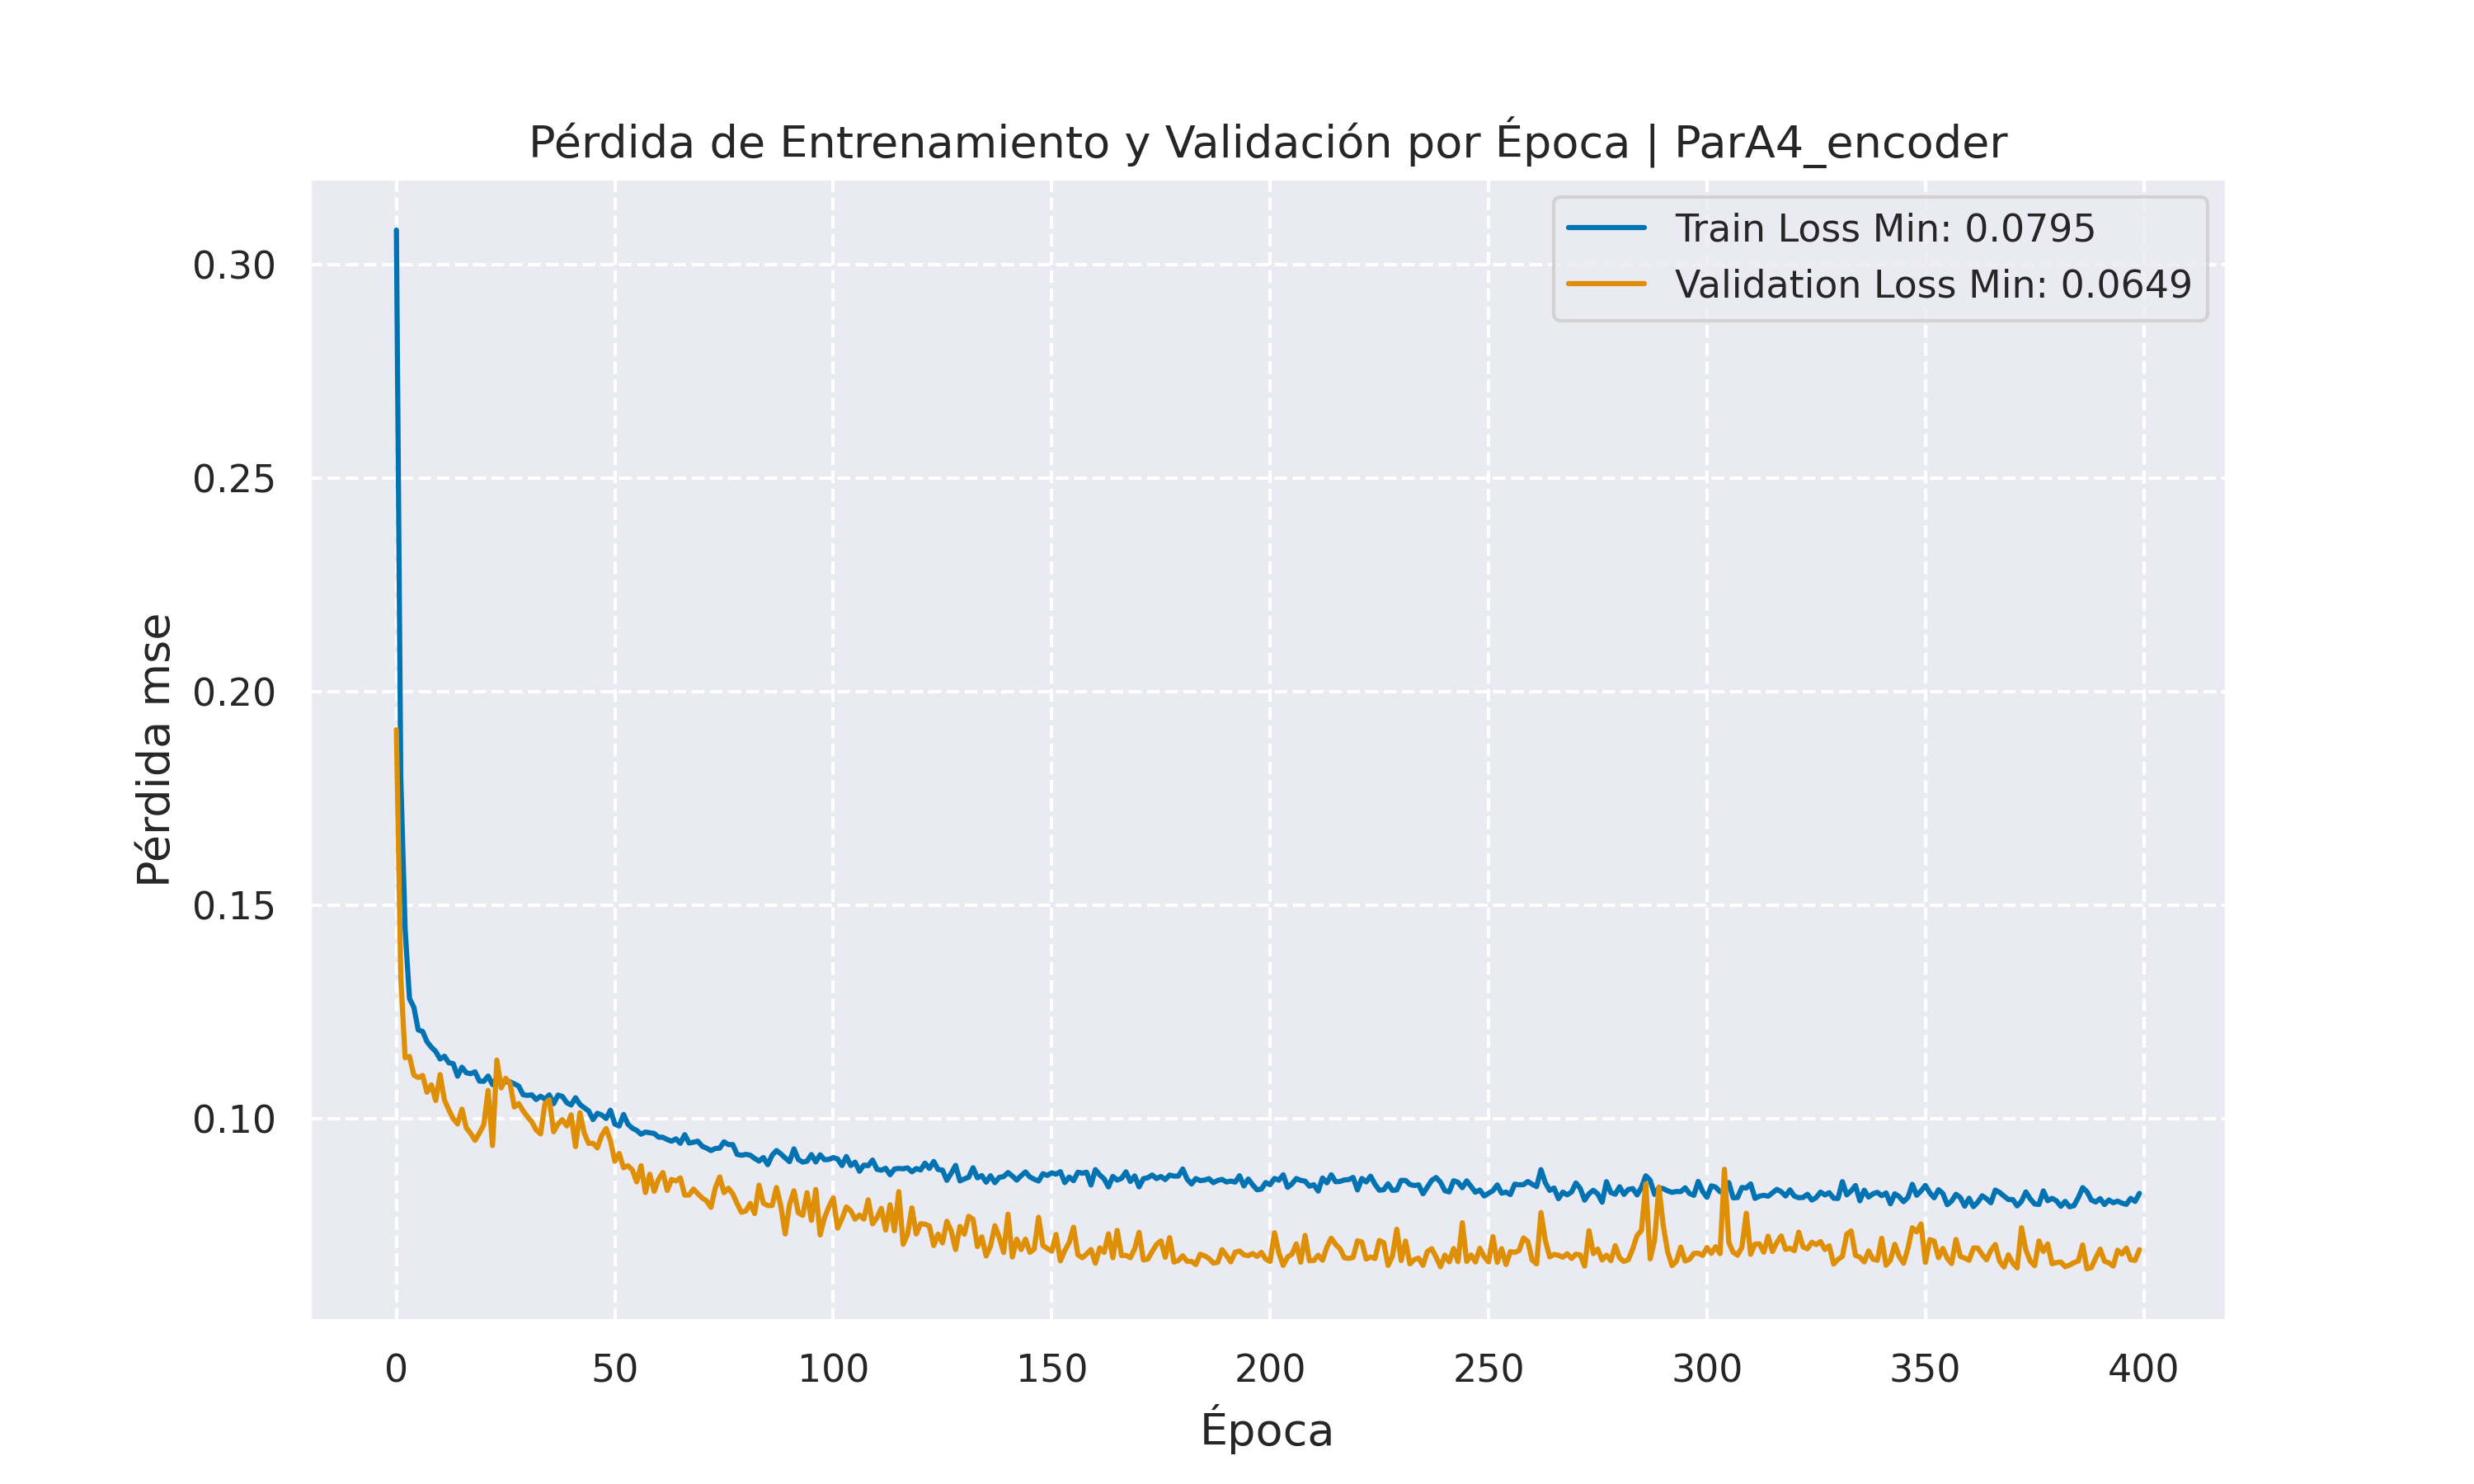 Pérdida de Entrenamiento y Validación por Época | ParA4_encoder
Train Loss Min: 0.0795
Validation Loss Min: 0.0649
Pérdida mse
0.30
0.25
0.20
0.15
0.10
0 50 100 150 200 250 300 350 400
Época